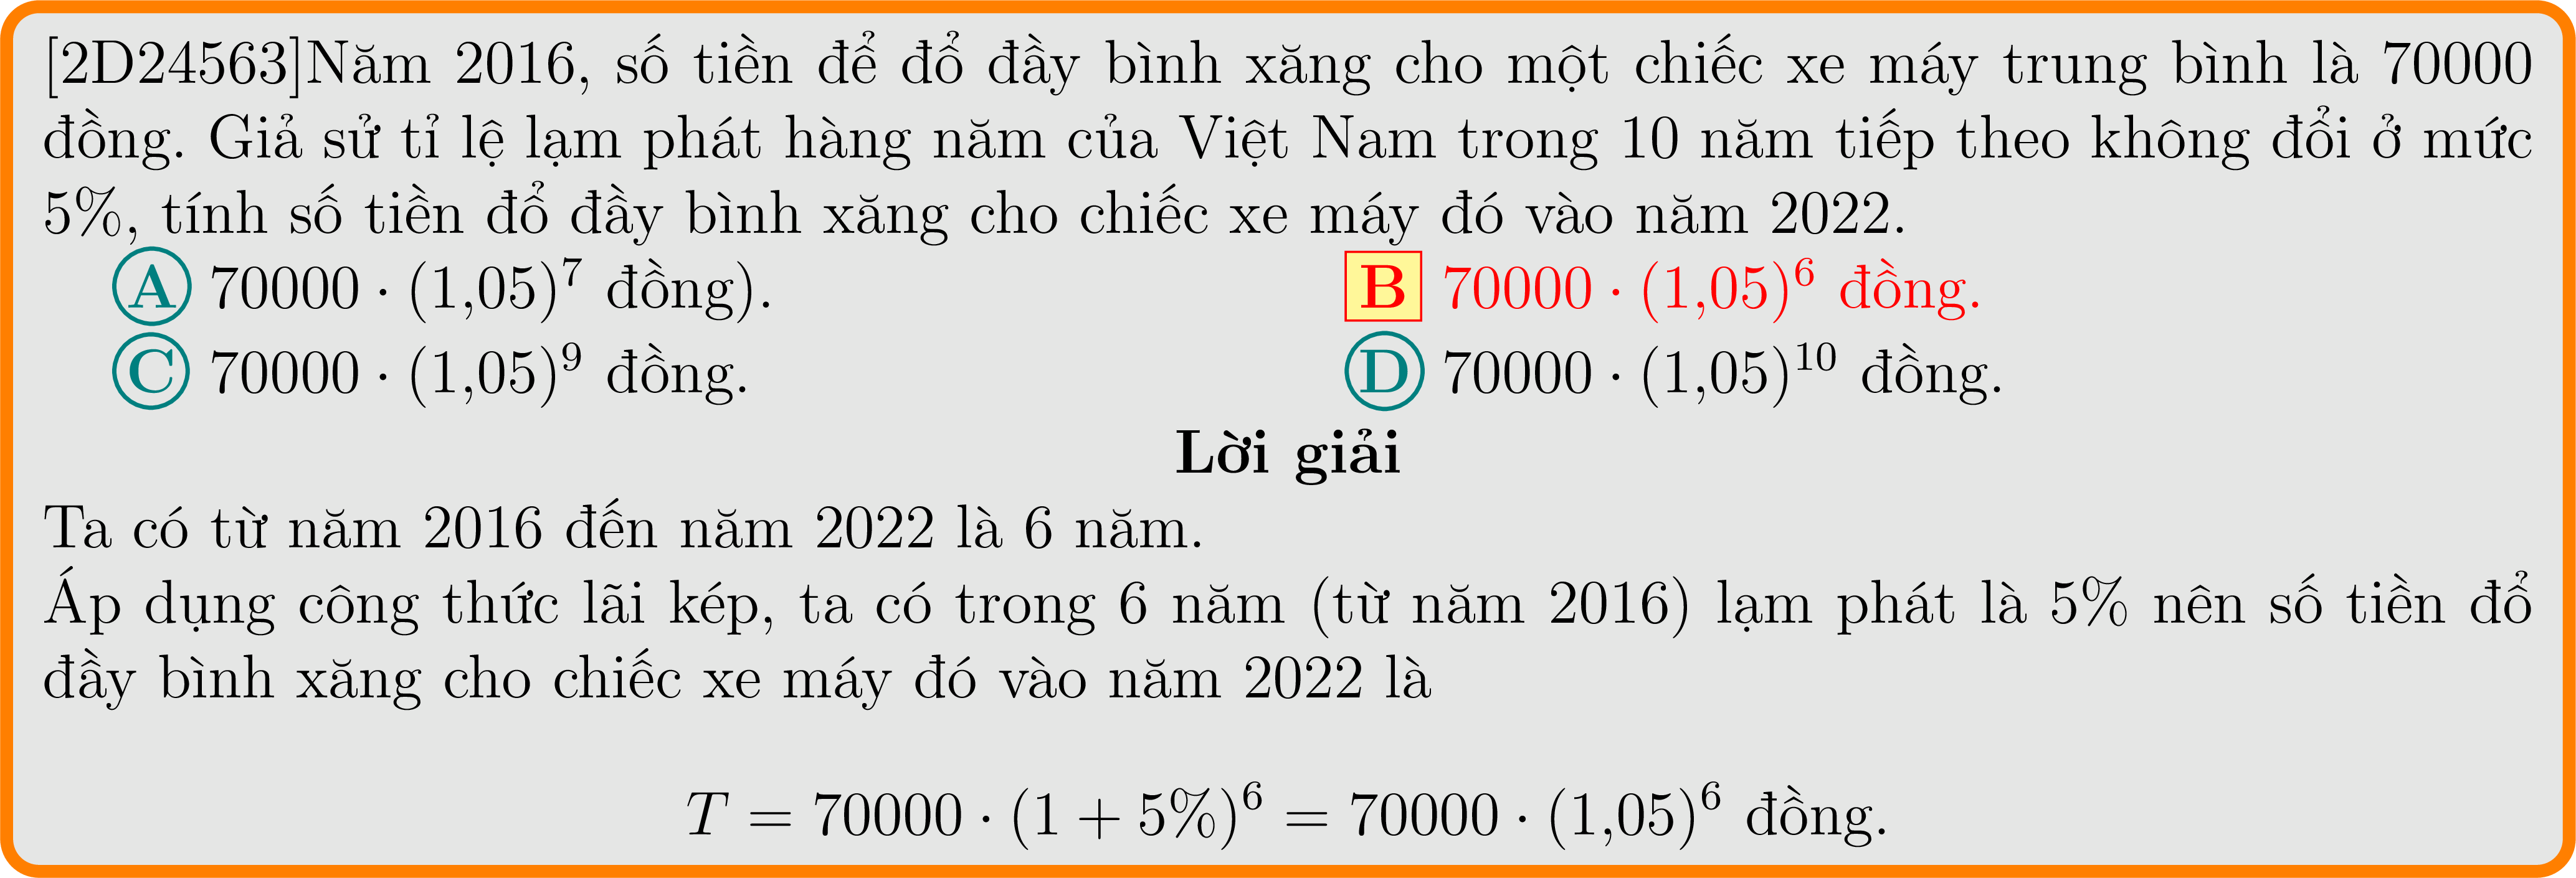 [2D24563]Năm 2016, số tiền để đổ đầy bình xăng cho một chiếc xe máy trung bình là 70000
đồng. Giả sử tỉ lệ lạm phát hàng năm của Việt Nam trong 10 năm tiếp theo không đổi ở mức
5%, tính số tiền đổ đầy bình xăng cho chiếc xe máy đó vào năm 2022.
A 70000 · (1,05)⁷ đồng). B 70000 · (1,05)⁶ đồng.
C 70000 · (1,05)⁹ đồng. D 70000 · (1,05)¹⁰ đồng.
Lời giải
Ta có từ năm 2016 đến năm 2022 là 6 năm.
Áp dụng công thức lãi kép, ta có trong 6 năm (từ năm 2016) lạm phát là 5% nên số tiền đổ
đầy bình xăng cho chiếc xe máy đó vào năm 2022 là
T = 70000 · (1 + 5%)⁶ = 70000 · (1,05)⁶ đồng.